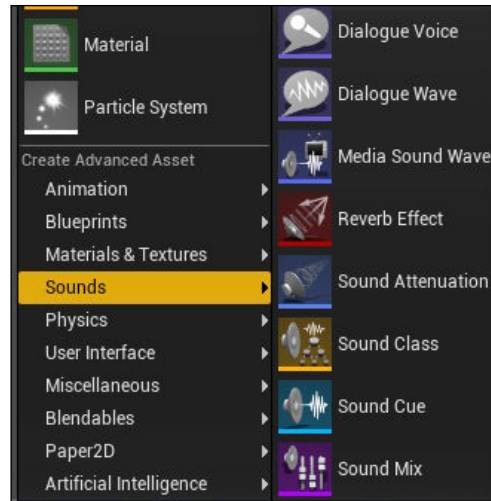 Material
Particle System
Create Advanced Asset
Animation
Blueprints
Materials & Textures
Sounds
Physics
User Interface
Miscellaneous
Blendables
Paper2D
Artificial Intelligence
Dialogue Voice
Dialogue Wave
Media Sound Wave
Reverb Effect
Sound Attenuation
Sound Class
Sound Cue
Sound Mix